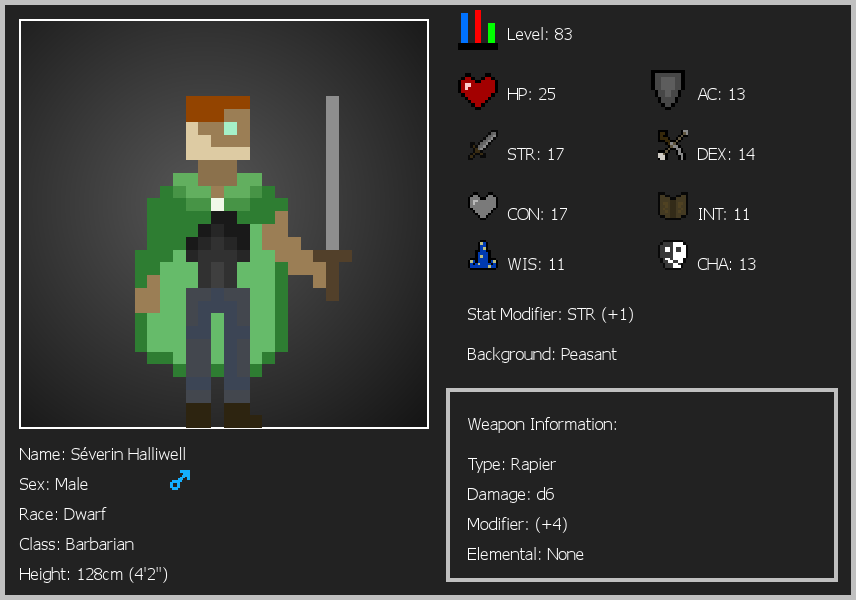 Level: 83
HP: 25
AC: 13
STR: 17
DEX: 14
CON: 17
INT: 11
WIS: 11
CHA: 13
Stat Modifier: STR (+1)
Background: Peasant
Weapon Information:
Type: Rapier
Damage: d6
Modifier: (+4)
Elemental: None
Name: Séverin Halliwell
Sex: Male
Race: Dwarf
Class: Barbarian
Height: 128cm (4'2")